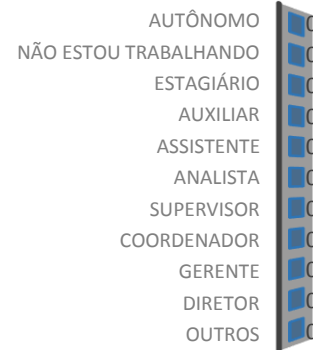 AUTÔNOMO
NÃO ESTOU TRABALHANDO
ESTAGIÁRIO
AUXILIAR
ASSISTENTE
ANALISTA
SUPERVISOR
COORDENADOR
GERENTE
DIRETOR
OUTROS